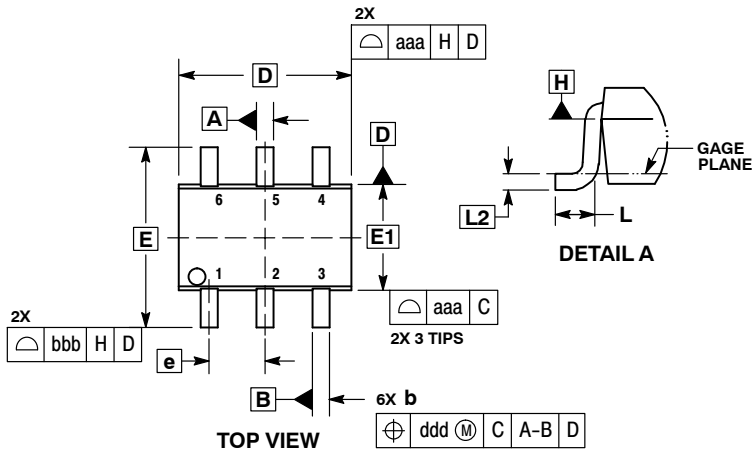 2X
⌓ aaa H D
D
A
D
H
GAGE
PLANE
6 5 4
E
E1
L2
L
1 2 3
DETAIL A
⌓ aaa C
2X 3 TIPS
2X
⌓ bbb H D
e
B
6X b
⌖ ddd Ⓜ C A-B D
TOP VIEW